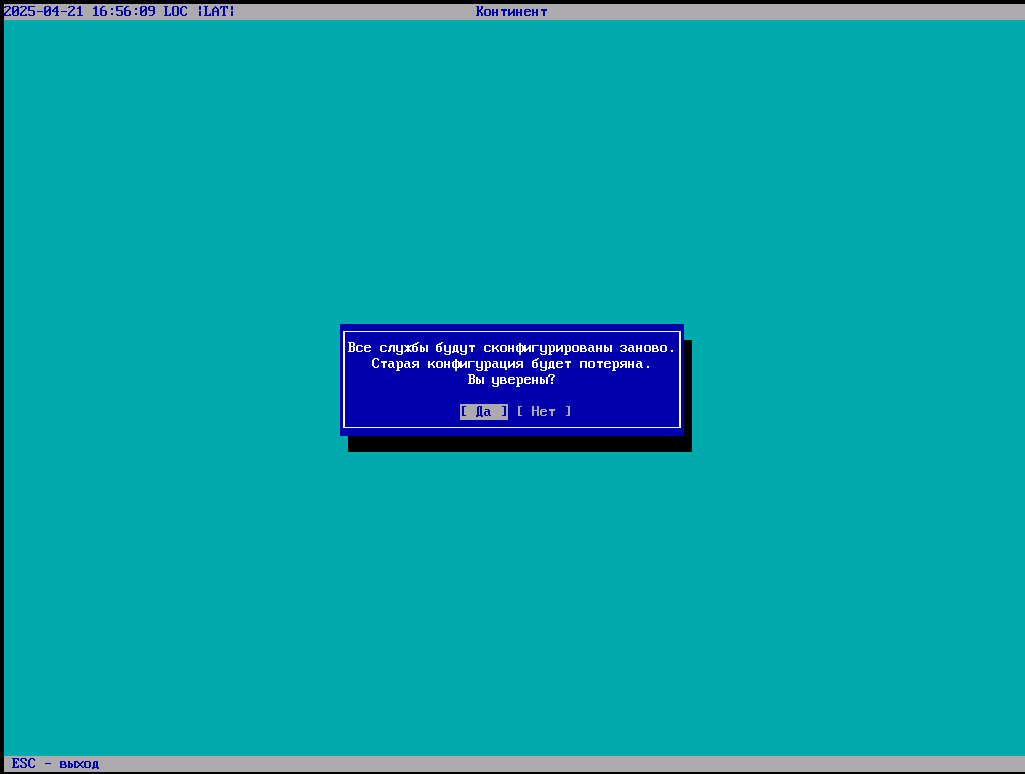 2025-04-21 16:56:09 LOC ¦LAT¦ Континент
Все службы будут сконфигурированы заново.
Старая конфигурация будет потеряна.
Вы уверены?
[ Да ] [ Нет ]
ESC - выход